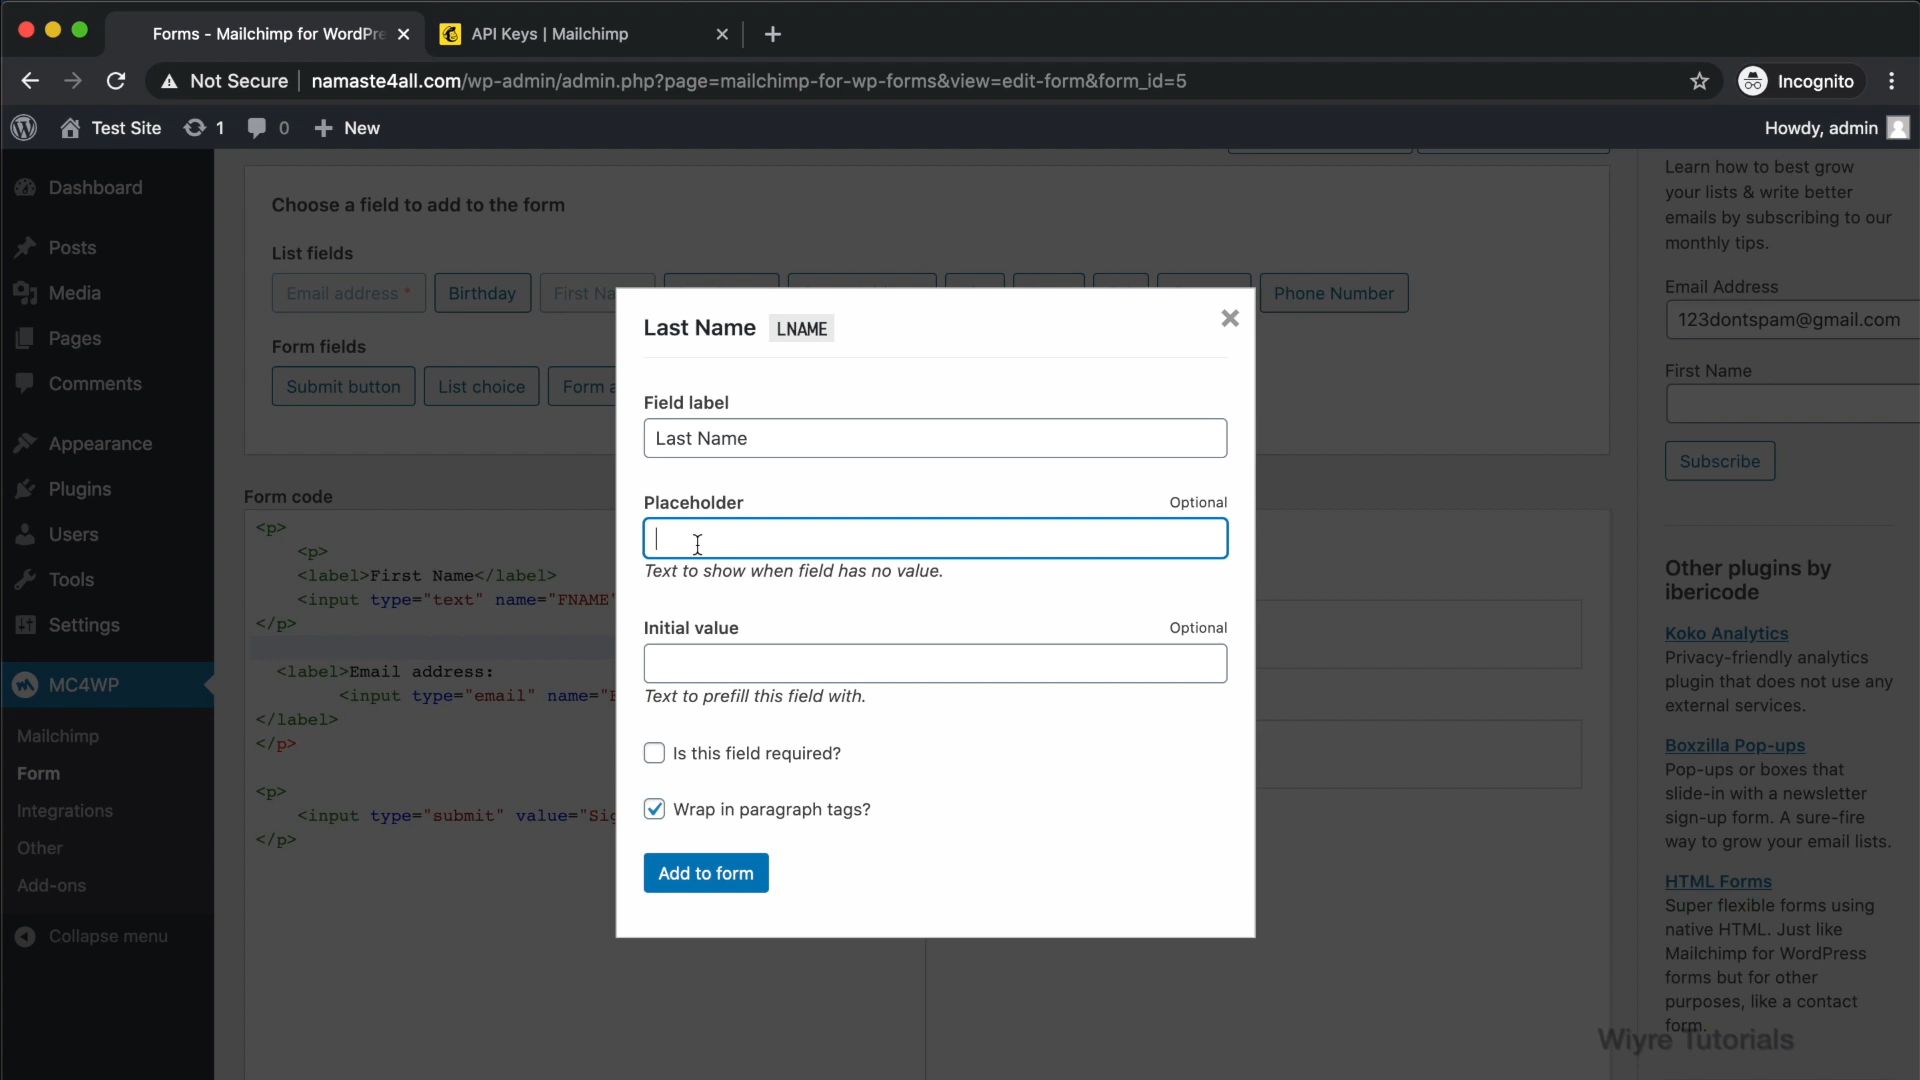 Forms - Mailchimp for WordPre
API Keys | Mailchimp
Not Secure
namaste4all.com/wp-admin/admin.php?page=mailchimp-for-wp-forms&view=edit-form&form_id=5
Incognito
Test Site
1
0
New
Howdy, admin
Dashboard
Posts
Media
Pages
Comments
Appearance
Plugins
Users
Tools
Settings
MC4WP
Mailchimp
Form
Integrations
Other
Add-ons
Collapse menu
Choose a field to add to the form
List fields
Email address *
Birthday
First Na
Phone Number
Form fields
Submit button
List choice
Form a
Form code
<p>
<p>
<label>First Name</label>
<input type="text" name="FNAME"
</p>
<label>Email address:
<input type="email" name="E
</label>
</p>
<p>
<input type="submit" value="Sig
</p>
Last Name LNAME
Field label
Last Name
Placeholder
Optional
Text to show when field has no value.
Initial value
Optional
Text to prefill this field with.
Is this field required?
Wrap in paragraph tags?
Add to form
Learn how to best grow
your lists & write better
emails by subscribing to our
monthly tips.
Email Address
123dontspam@gmail.com
First Name
Subscribe
Other plugins by
ibericode
Koko Analytics
Privacy-friendly analytics
plugin that does not use any
external services.
Boxzilla Pop-ups
Pop-ups or boxes that
slide-in with a newsletter
sign-up form. A sure-fire
way to grow your email lists.
HTML Forms
Super flexible forms using
native HTML. Just like
Mailchimp for WordPress
forms but for other
purposes, like a contact
form.
Wiyre Tutorials